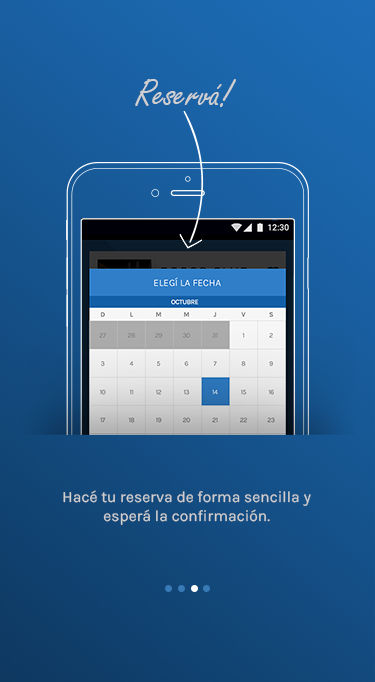 Reservá!
12:30
ELEGÍ LA FECHA
OCTUBRE
D L M M J V S
27 28 29 30 31 1 2
3 4 5 6 7 8 9
10 11 12 13 14 15 16
17 18 19 20 21 22 23
Hacé tu reserva de forma sencilla y
esperá la confirmación.